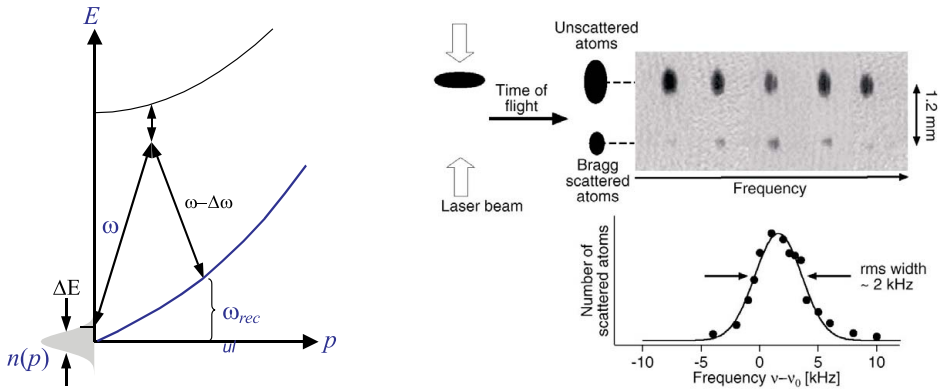 E
ω
ω–Δω
ΔE
ω_rec
n(p)
p
Unscattered
atoms
Time of
flight
1.2 mm
Bragg
scattered
atoms
Laser beam
Frequency
Number of
scattered atoms
rms width
~ 2 kHz
-10 -5 0 5 10
Frequency ν–ν₀ [kHz]